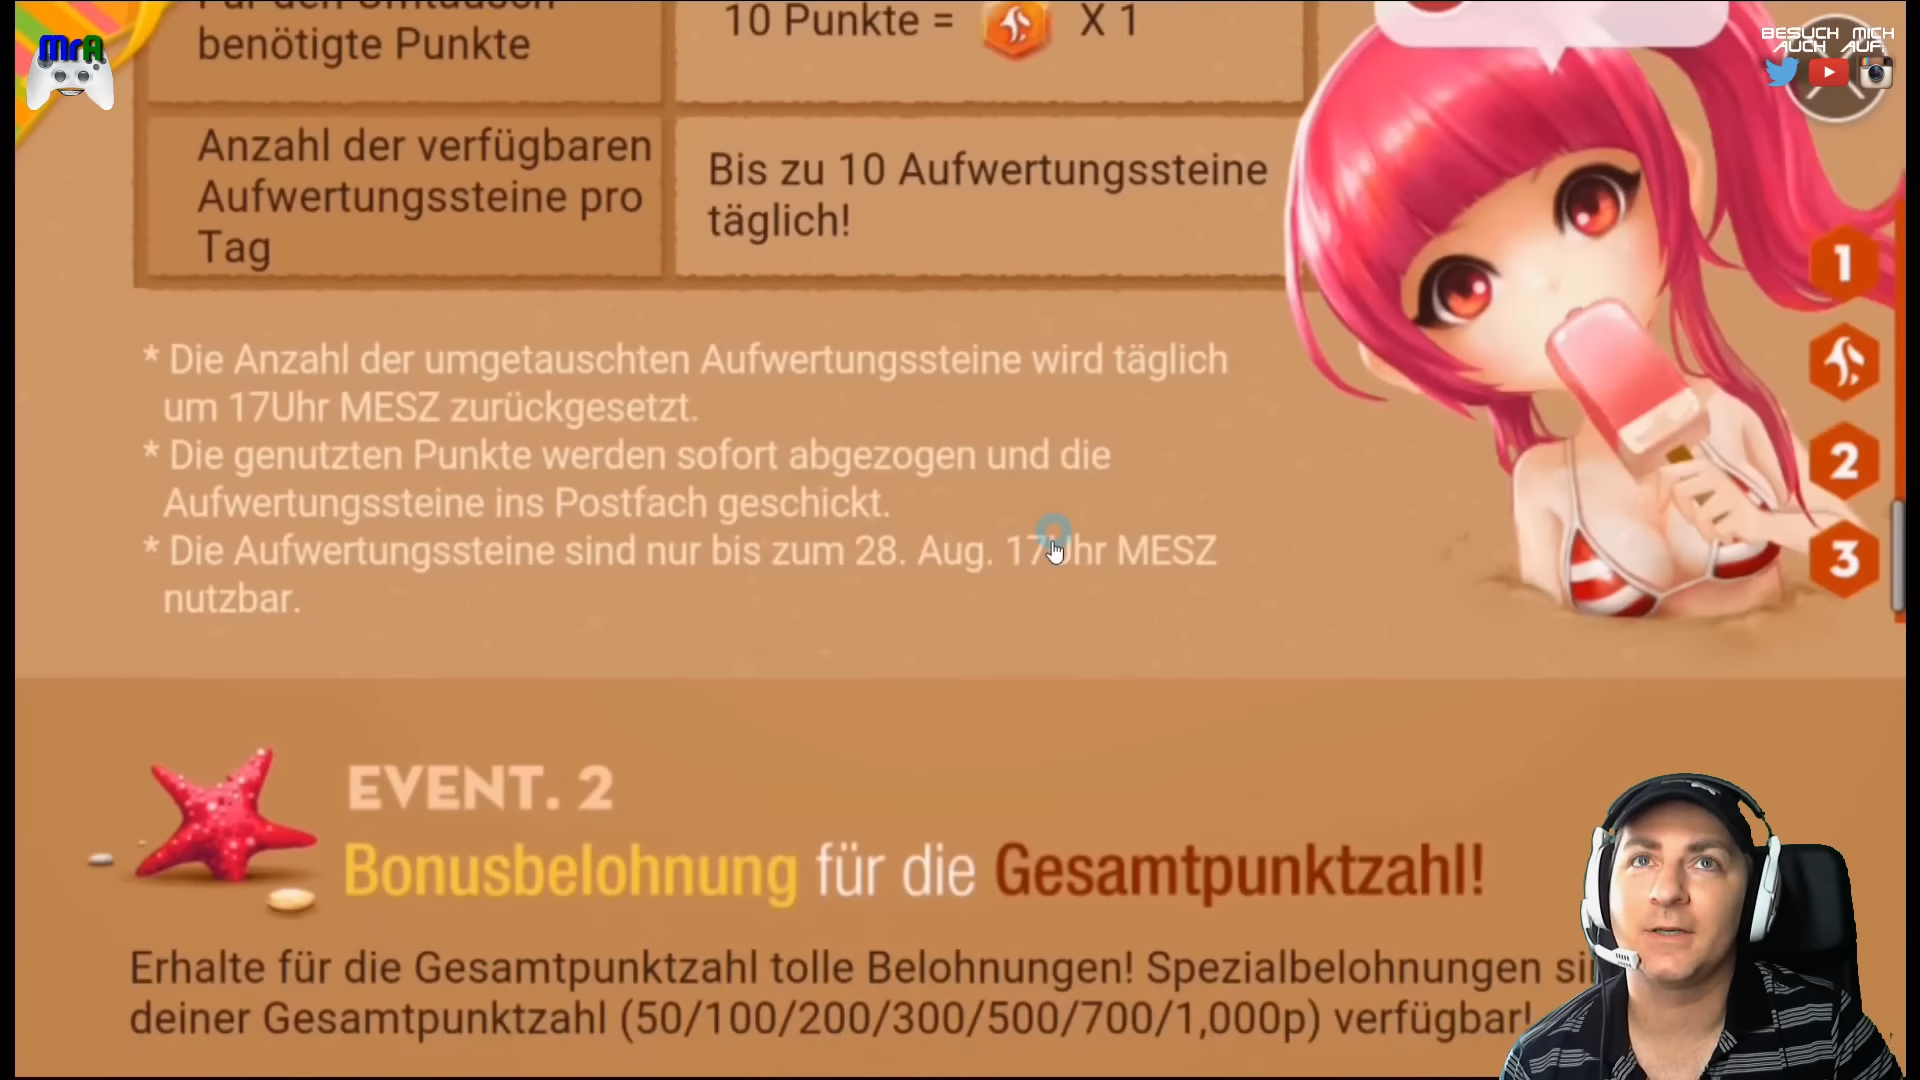 Für den Umtausch
benötigte Punkte
10 Punkte = X 1
Anzahl der verfügbaren
Aufwertungssteine pro
Tag
Bis zu 10 Aufwertungssteine
täglich!
* Die Anzahl der umgetauschten Aufwertungssteine wird täglich
um 17Uhr MESZ zurückgesetzt.
* Die genutzten Punkte werden sofort abgezogen und die
Aufwertungssteine ins Postfach geschickt.
* Die Aufwertungssteine sind nur bis zum 28. Aug. 17Uhr MESZ
nutzbar.
EVENT. 2
Bonusbelohnung für die Gesamtpunktzahl!
Erhalte für die Gesamtpunktzahl tolle Belohnungen! Spezialbelohnungen
deiner Gesamtpunktzahl (50/100/200/300/500/700/1,000p) verfügbar!
MrA
BESUCH MICH
AUCH AUF:
1
2
3